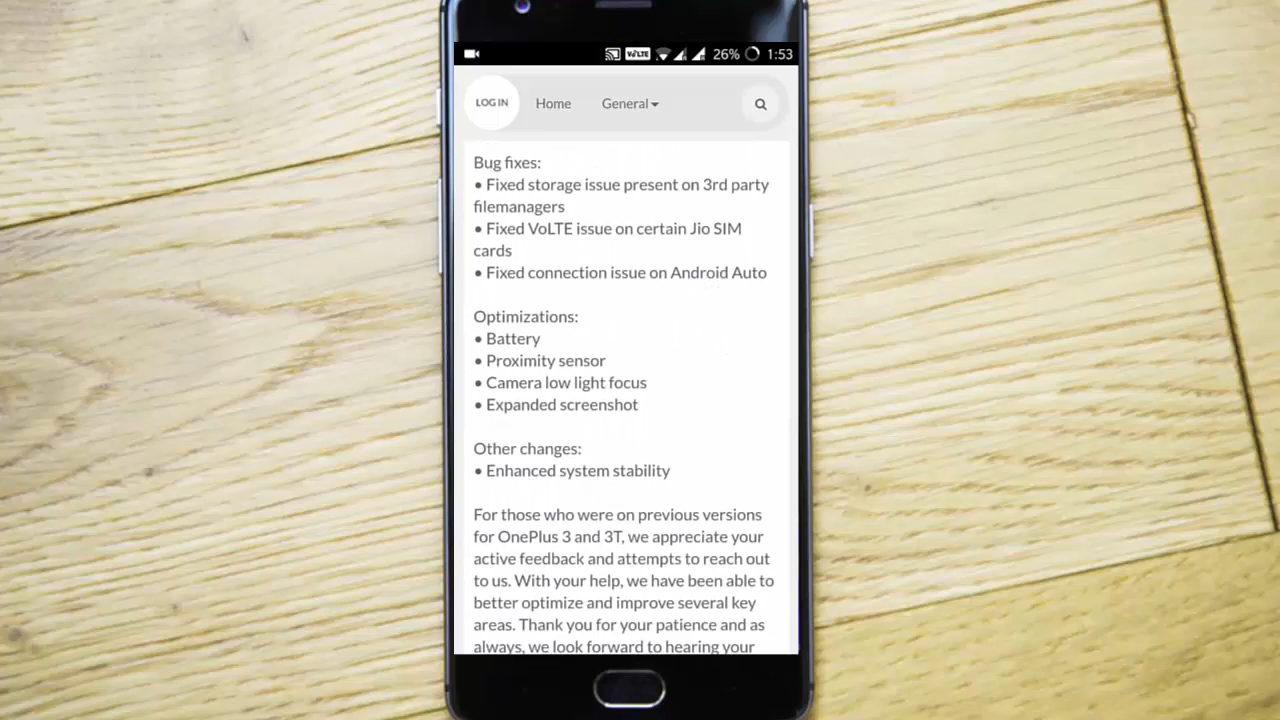 VoLTE 26% 1:53
LOG IN Home General
Bug fixes:
• Fixed storage issue present on 3rd party
filemanagers
• Fixed VoLTE issue on certain Jio SIM
cards
• Fixed connection issue on Android Auto
Optimizations:
• Battery
• Proximity sensor
• Camera low light focus
• Expanded screenshot
Other changes:
• Enhanced system stability
For those who were on previous versions
for OnePlus 3 and 3T, we appreciate your
active feedback and attempts to reach out
to us. With your help, we have been able to
better optimize and improve several key
areas. Thank you for your patience and as
always, we look forward to hearing your